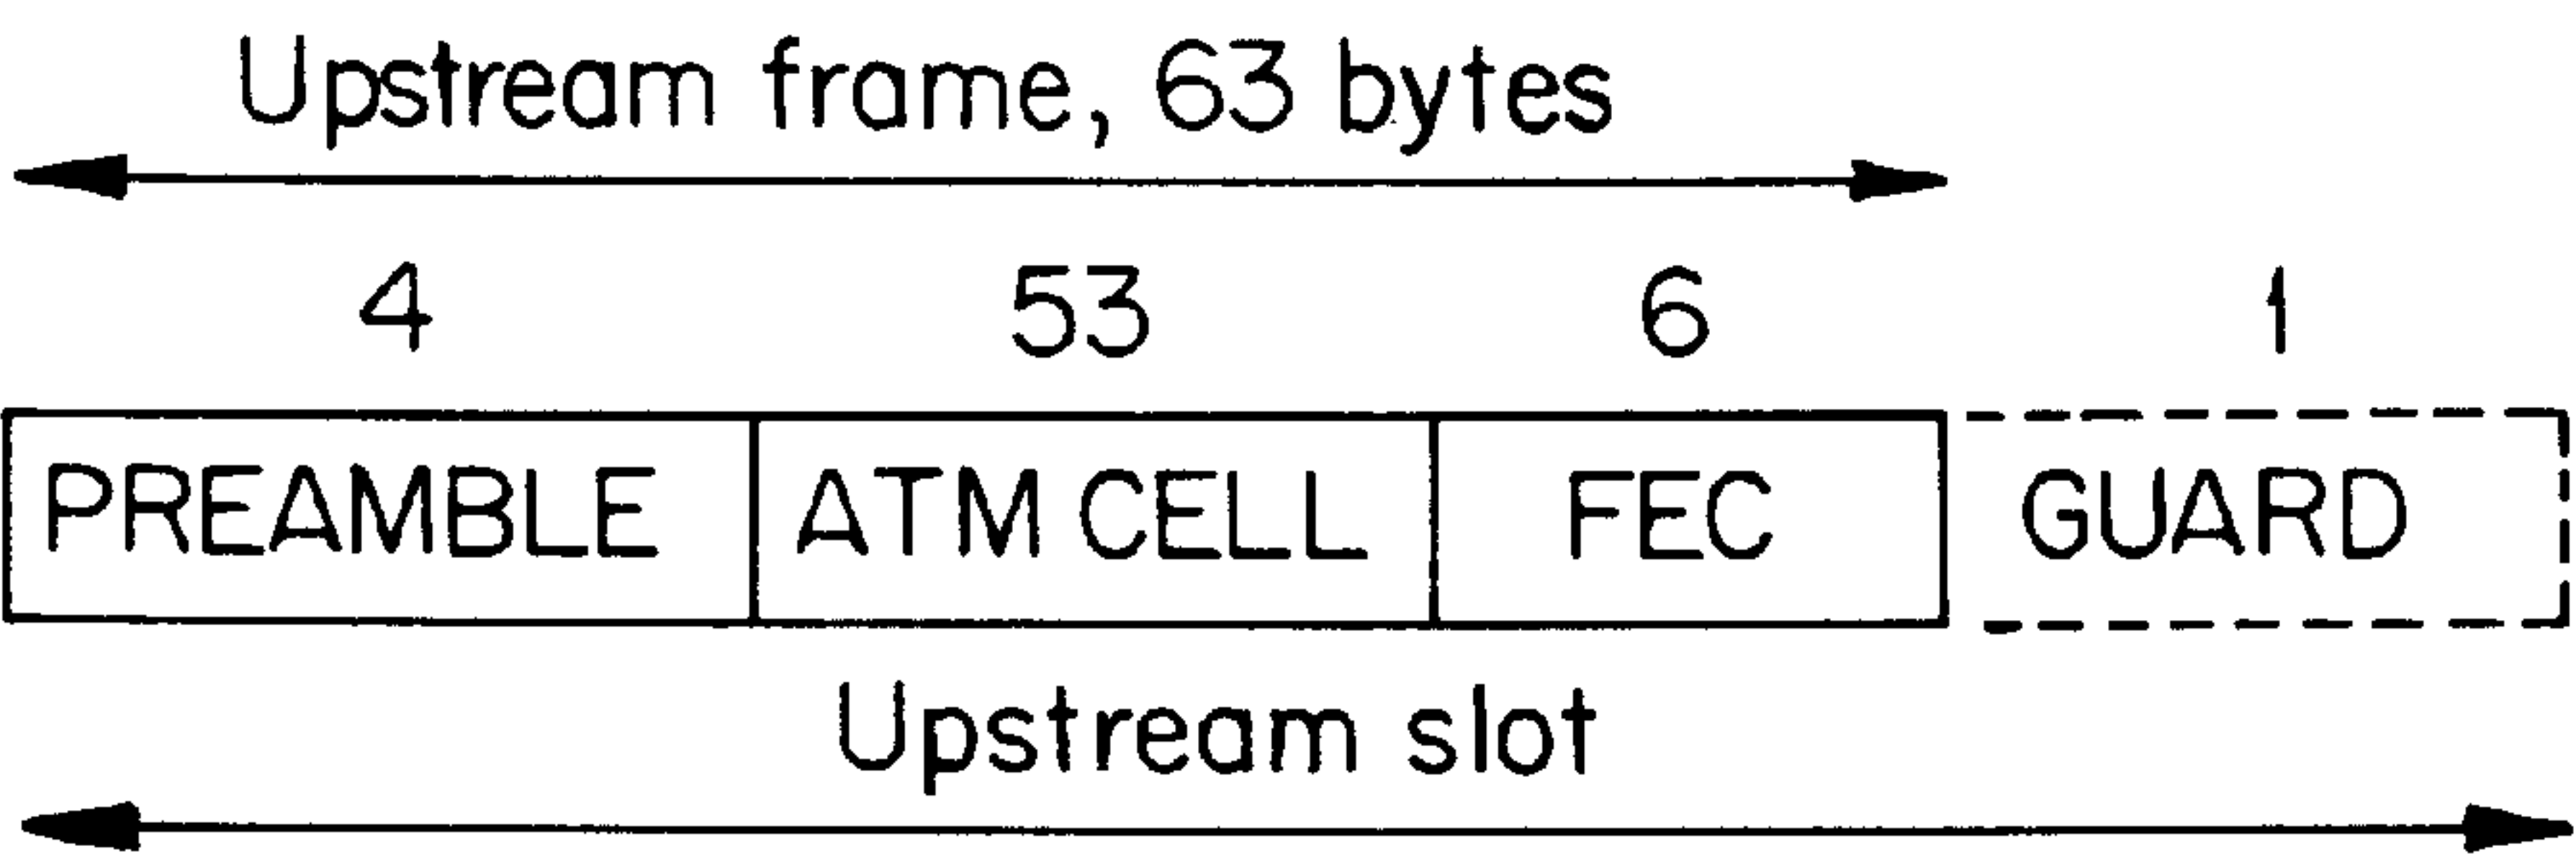 Upstream frame, 63 bytes
4 53 6 1
PREAMBLE ATM CELL FEC GUARD
Upstream slot